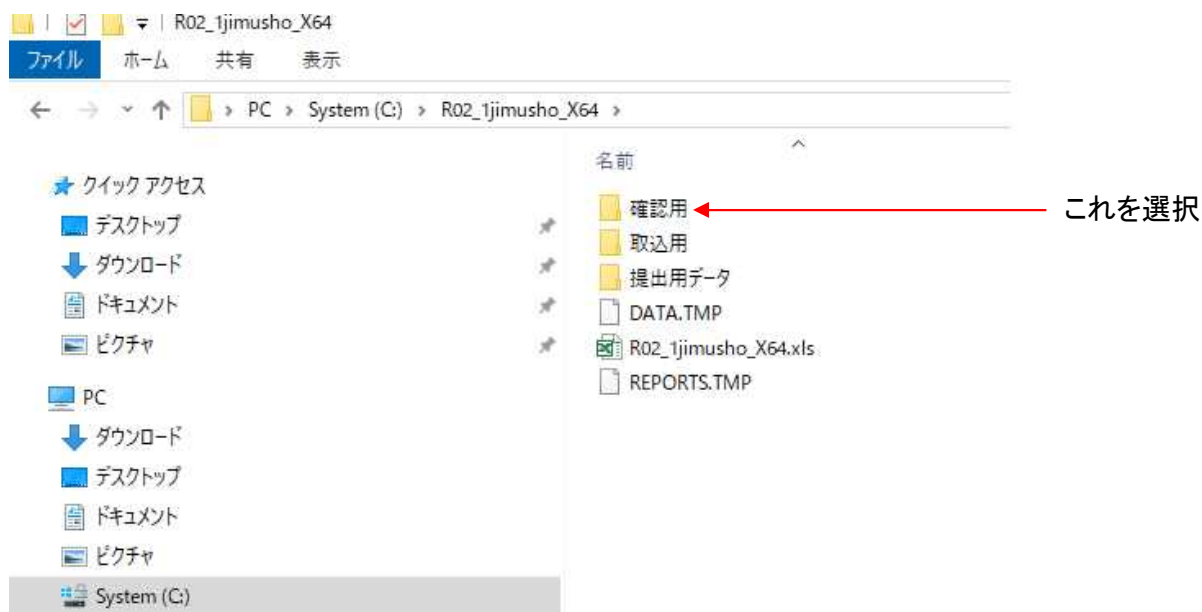 R02_1jimusho_X64
ファイル ホーム 共有 表示
PC > System (C:) > R02_1jimusho_X64 >
名前
クイック アクセス
デスクトップ
ダウンロード
ドキュメント
ピクチャ
PC
ダウンロード
デスクトップ
ドキュメント
ピクチャ
System (C:)
確認用
取込用
提出用データ
DATA.TMP
R02_1jimusho_X64.xls
REPORTS.TMP
これを選択